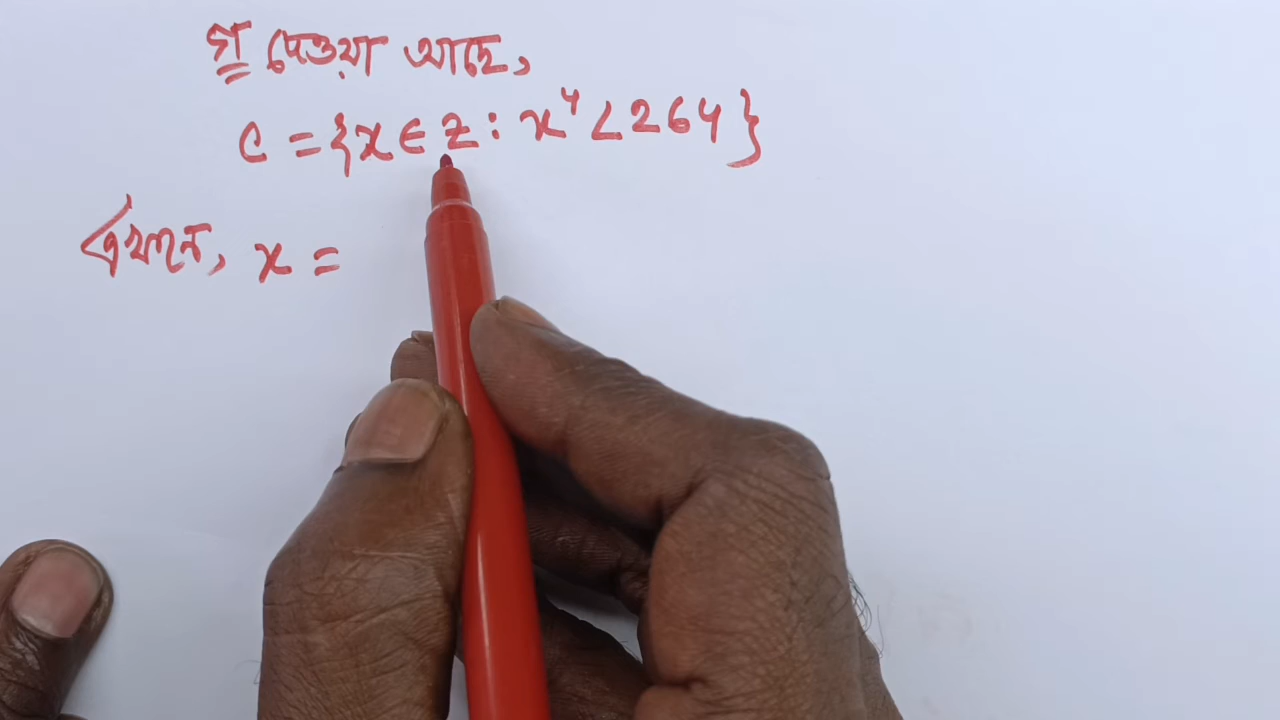 গ দেওয়া আছে,
C = {x ∈ Z : x⁴ < 264}
এখানে, x =